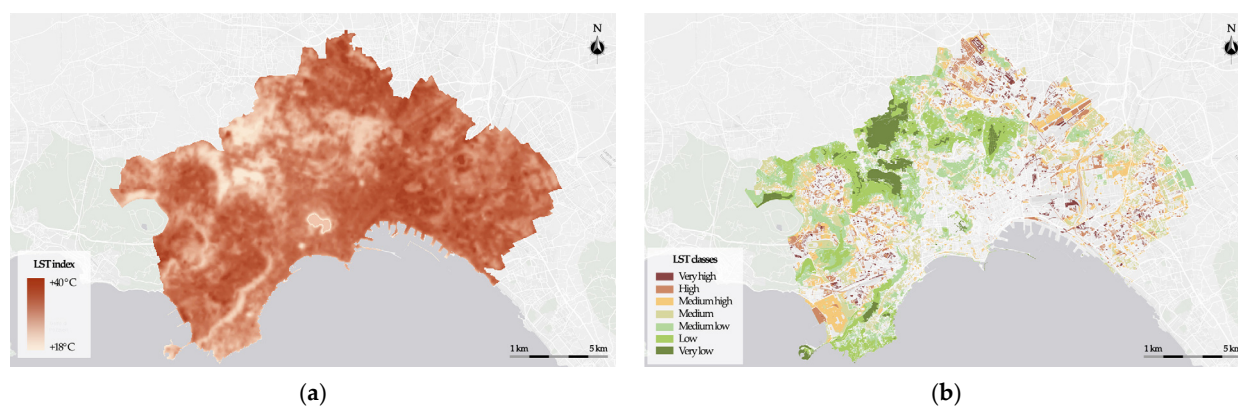 N
LST index
+40° C
+18° C
1 km
5 km
(a)
N
LST classes
Very high
High
Medium high
Medium
Medium low
Low
Very low
1 km
5 km
(b)